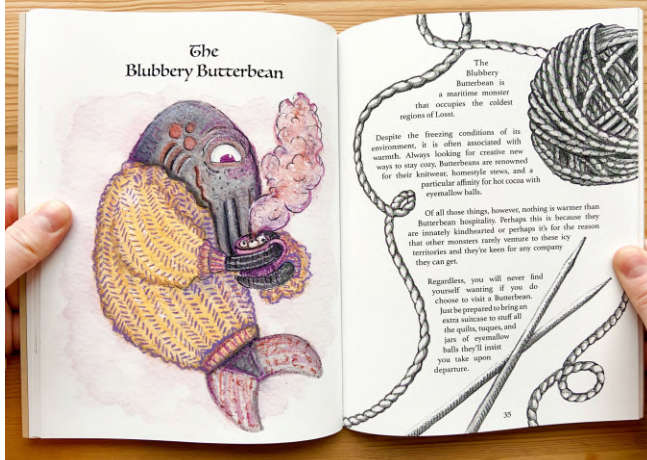 The
Blubbery Butterbean
The
Blubbery
Butterbean is
a maritime monster
that occupies the coldest
regions of Losst.
Despite the freezing conditions of its
environment, it is often associated with
warmth. Always looking for creative new
ways to stay cozy, Butterbeans are renowned
for their knitwear, homestyle stews, and a
particular affinity for hot cocoa with
eyemallow balls.
Of all those things, however, nothing is warmer than
Butterbean hospitality. Perhaps this is because they
are innately kindhearted or perhaps it's for the reason
that other monsters rarely venture to these icy
territories and they're keen for any company
they can get.
Regardless, you will never find
yourself wanting if you do
choose to visit a Butterbean.
Just be prepared to bring an
extra suitcase to stuff all
the quilts, tuques, and
jars of eyemallow
balls they'll insist
you take upon
departure.
35